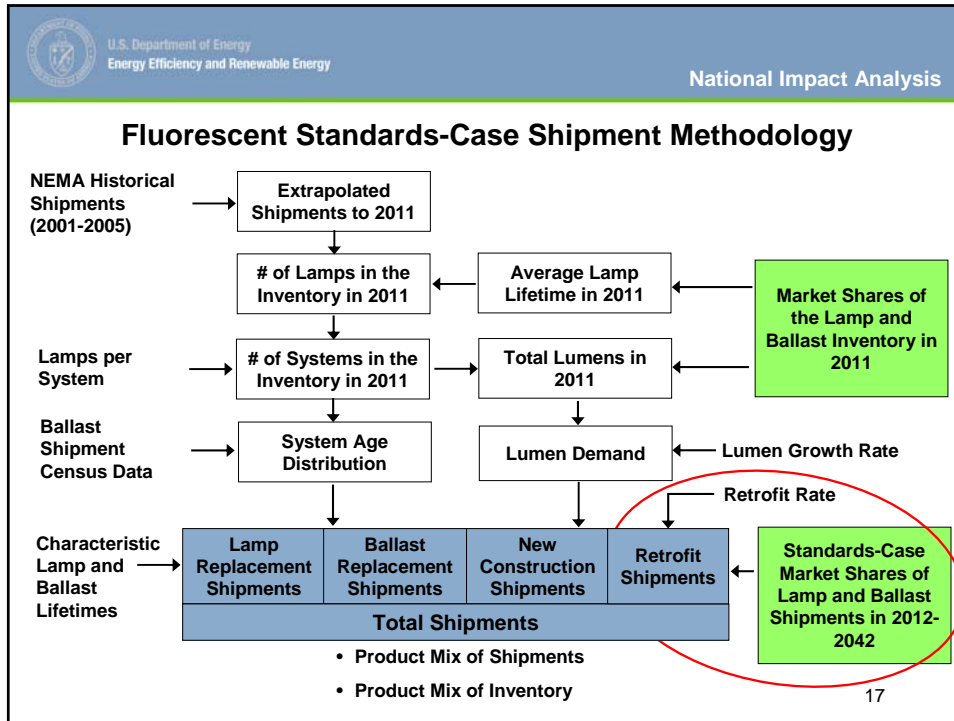 U.S. Department of Energy
Energy Efficiency and Renewable Energy
National Impact Analysis
Fluorescent Standards-Case Shipment Methodology
NEMA Historical
Shipments
(2001-2005)
Extrapolated
Shipments to 2011
# of Lamps in the
Inventory in 2011
Average Lamp
Lifetime in 2011
Market Shares of
the Lamp and
Ballast Inventory in
2011
Lamps per
System
# of Systems in the
Inventory in 2011
Total Lumens in
2011
Ballast
Shipment
Census Data
System Age
Distribution
Lumen Demand
Lumen Growth Rate
Retrofit Rate
Characteristic
Lamp and
Ballast
Lifetimes
Lamp
Replacement
Shipments
Ballast
Replacement
Shipments
New
Construction
Shipments
Retrofit
Shipments
Standards-Case
Market Shares of
Lamp and Ballast
Shipments in 2012-
2042
Total Shipments
• Product Mix of Shipments
• Product Mix of Inventory
17